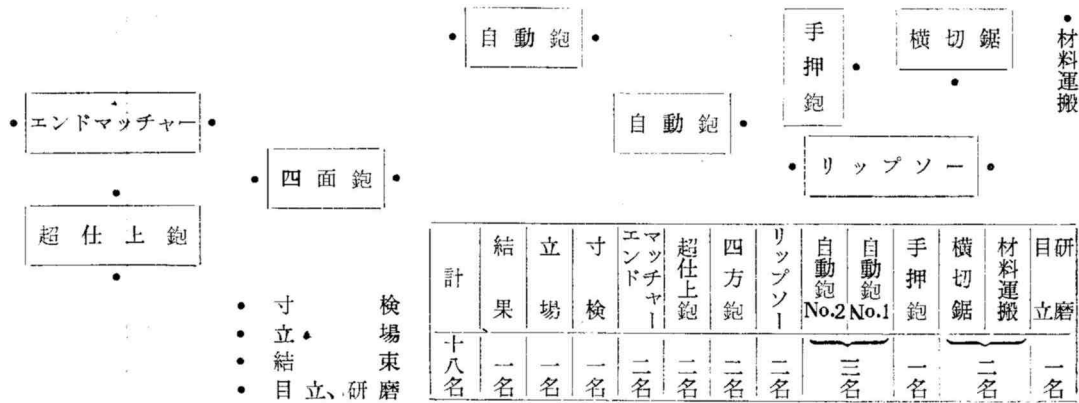 材料運搬
横切鋸
手押鉋
自動鉋
自動鉋
リップソー
エンドマッチャー
四面鉋
超仕上鉋
寸検
立場
結束
目立、研磨
研磨目立
材料運搬
横切鋸
手押鉋
自動鉋No.1
自動鉋No.2
リップソー
四方鉋
超仕上鉋
エンドマッチャー
寸検
立場
結果
計
一名
二名
一名
三名
二名
二名
二名
二名
一名
一名
一名
十八名